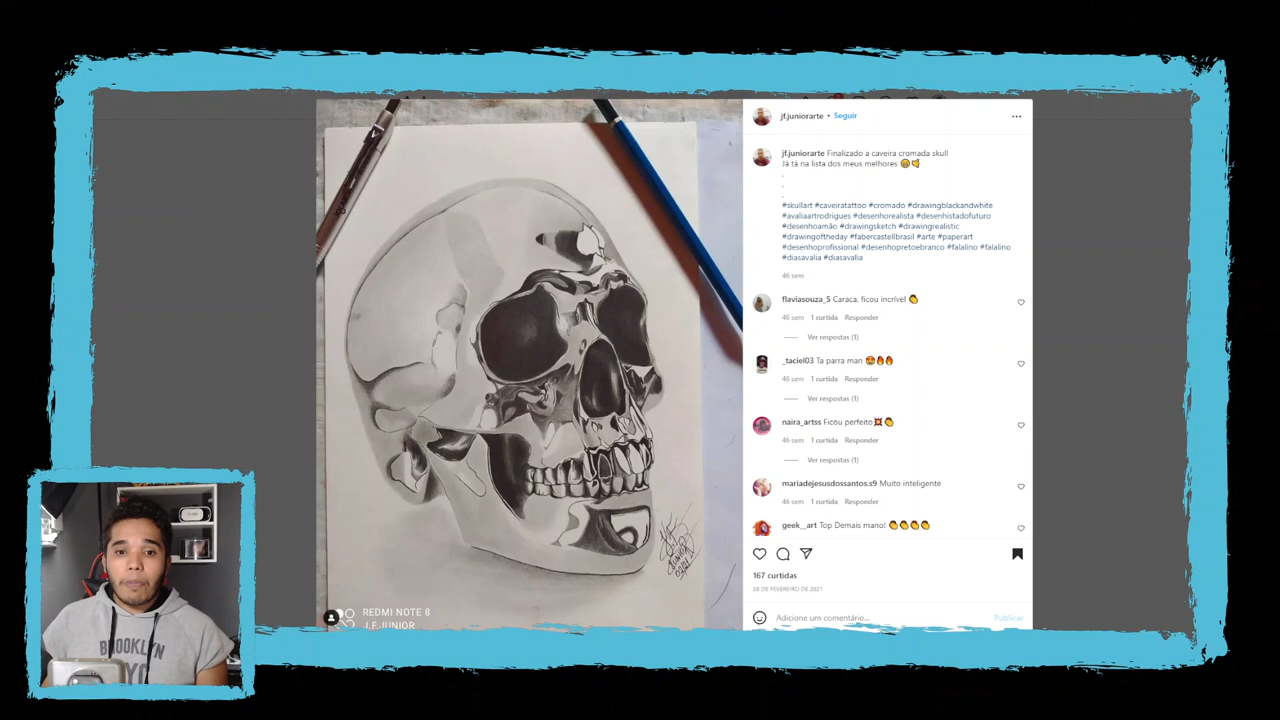 jf.juniorarte • Seguir
jf.juniorarte Finalizado a caveira cromada skull
Já tá na lista dos meus melhores 😁🤙
.
.
.
#skullart #caveiratattoo #cromado #drawingblackandwhite
#avaliaartrodrigues #desenhorealista #desenhistadofuturo
#desenhoamão #drawingsketch #drawingrealistic
#drawingoftheday #fabercastellbrasil #arte #paperart
#desenhoprofissional #desenhopretoebranco #falalino #falalino
#diasavalia #diasavalia
46 sem
flaviasouza_5 Caraca, ficou incrível 👏
46 sem 1 curtida Responder
Ver respostas (1)
_taciel03 Ta parra man 😍🔥🔥
46 sem 1 curtida Responder
Ver respostas (1)
naira_artss Ficou perfeito💥👏
46 sem 1 curtida Responder
Ver respostas (1)
mariadejesusdossantos.s9 Muito inteligente
46 sem 1 curtida Responder
geek__art Top Demais mano! 👏👏👏👏
167 curtidas
28 DE FEVEREIRO DE 2021
Adicione um comentário...
Publicar
J.F.
JUNIOR
02/21
REDMI NOTE 8
J.F. JUNIOR
BROOKLYN